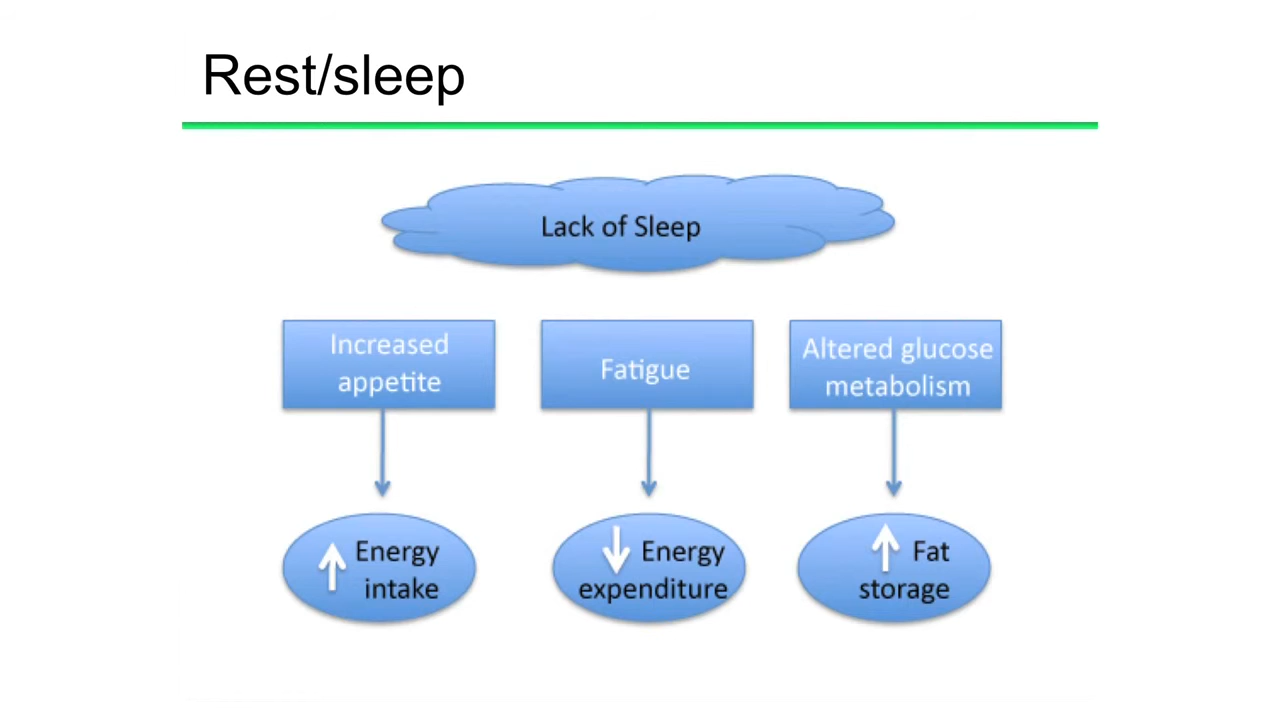 Rest/sleep
Lack of Sleep
Increased
appetite
Fatigue
Altered glucose
metabolism
Energy
intake
Energy
expenditure
Fat
storage